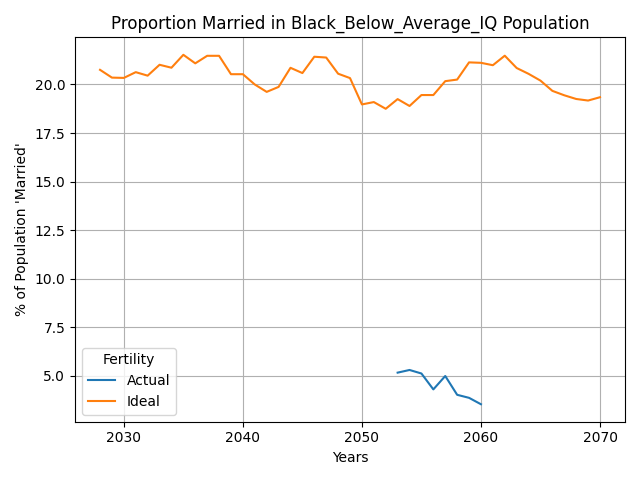 Proportion Married in Black_Below_Average_IQ Population
% of Population 'Married'
20.0
17.5
15.0
12.5
10.0
7.5
5.0
Fertility
Actual
Ideal
2030 2040 2050 2060 2070
Years